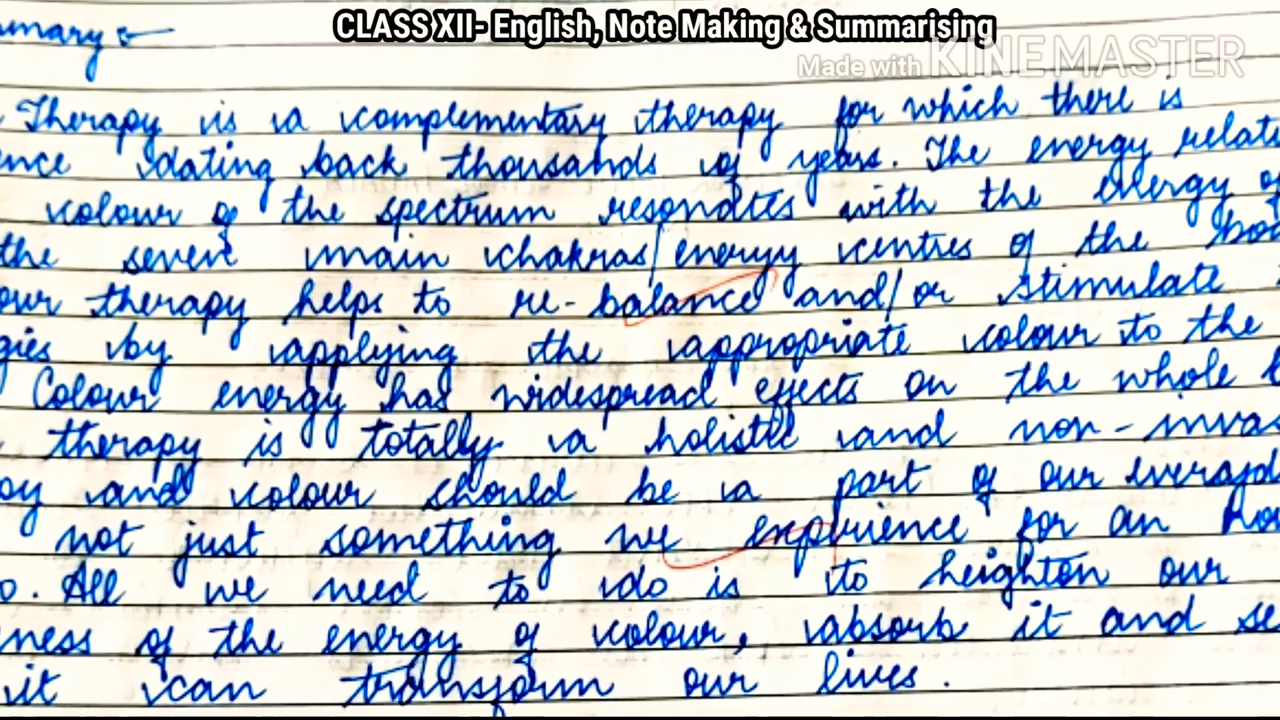 CLASS XII- English, Note Making & Summarising
Made with KINEMASTER
mmary :-
Therapy is a complementary therapy for which there is
ence dating back thousands of years. The energy relat
colour of the spectrum resonates with the energy of
the seven main chakras/energy centres of the bo
our therapy helps to re-balance and/or stimulate
gies by applying the appropriate colour to the
Colour energy has widespread effects on the whole
therapy is totally a holistic and non-invas
py and colour should be a part of our everyd
not just something we experience for an ho
o. All we need to do is to heighten our
ness of the energy of colour, absorb it and se
it can transform our lives.